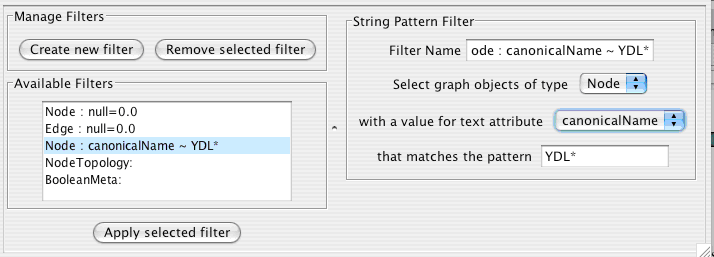 Manage Filters
Create new filter
Remove selected filter
Available Filters
Node : null=0.0
Edge : null=0.0
Node : canonicalName ~ YDL*
NodeTopology:
BooleanMeta:
Apply selected filter
String Pattern Filter
Filter Name ode : canonicalName ~ YDL*
Select graph objects of type Node
with a value for text attribute canonicalName
that matches the pattern YDL*